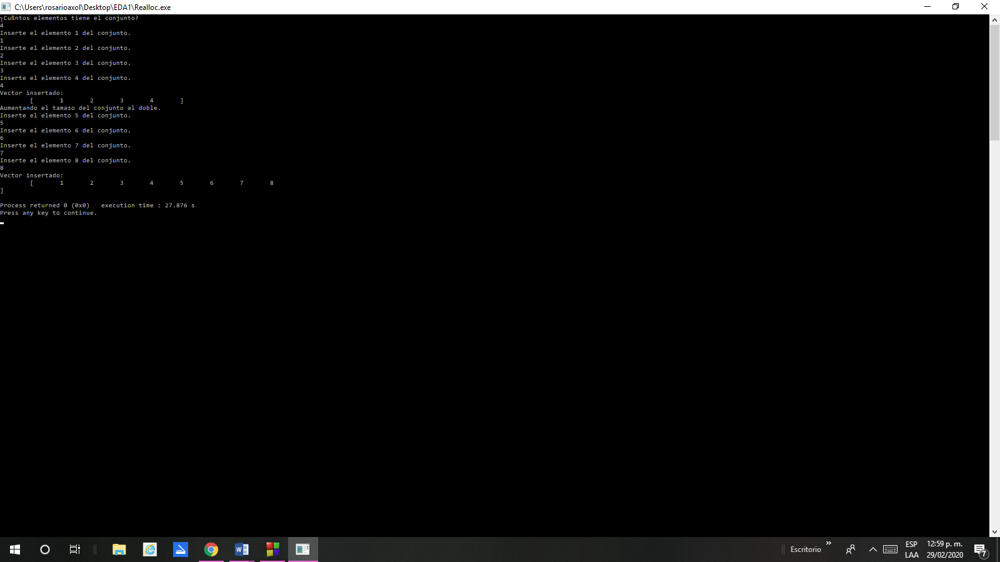 C:\Users\rosarioaxol\Desktop\EDA1\Realloc.exe
┐Cußntos elementos tiene el conjunto?
4
Inserte el elemento 1 del conjunto.
1
Inserte el elemento 2 del conjunto.
2
Inserte el elemento 3 del conjunto.
3
Inserte el elemento 4 del conjunto.
4
Vector insertado:
[ 1 2 3 4 ]
Aumentando el tama±o del conjunto al doble.
Inserte el elemento 5 del conjunto.
5
Inserte el elemento 6 del conjunto.
6
Inserte el elemento 7 del conjunto.
7
Inserte el elemento 8 del conjunto.
8
Vector insertado:
[ 1 2 3 4 5 6 7 8
]
Process returned 0 (0x0) execution time : 27.876 s
Press any key to continue.
Escritorio
ESP
LAA
12:59 p. m.
29/02/2020
7